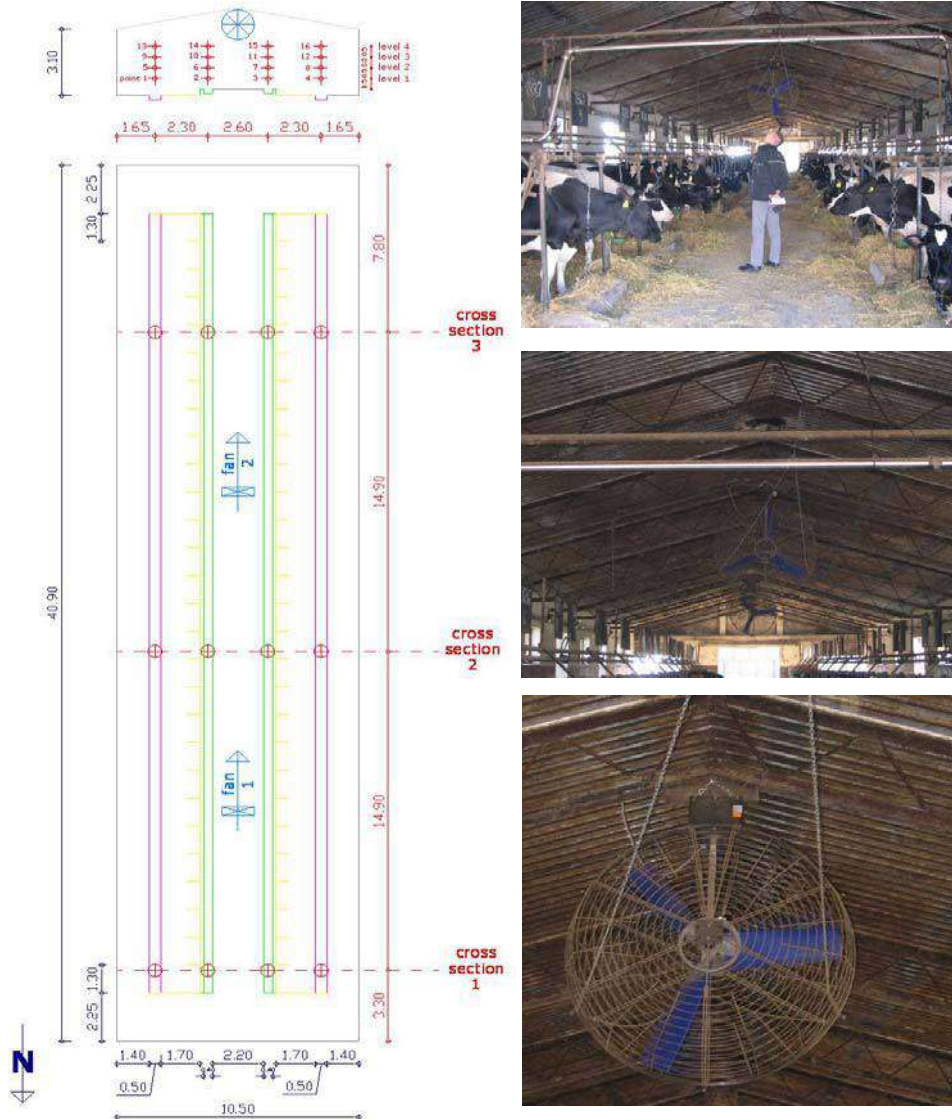 3.10
13 14 15 16 level 4
9 10 11 12 level 3
5 6 7 8 level 2
point 1 2 3 4 level 1
1.65 2.30 2.60 2.30 1.65
2.25
1.30
7.80
cross
section
3
fan
2
14.90
40.90
cross
section
2
fan
1
14.90
cross
section
1
1.30
2.25
3.30
N
1.40 1.70 2.20 1.70 1.40
0.50 0.50
10.50